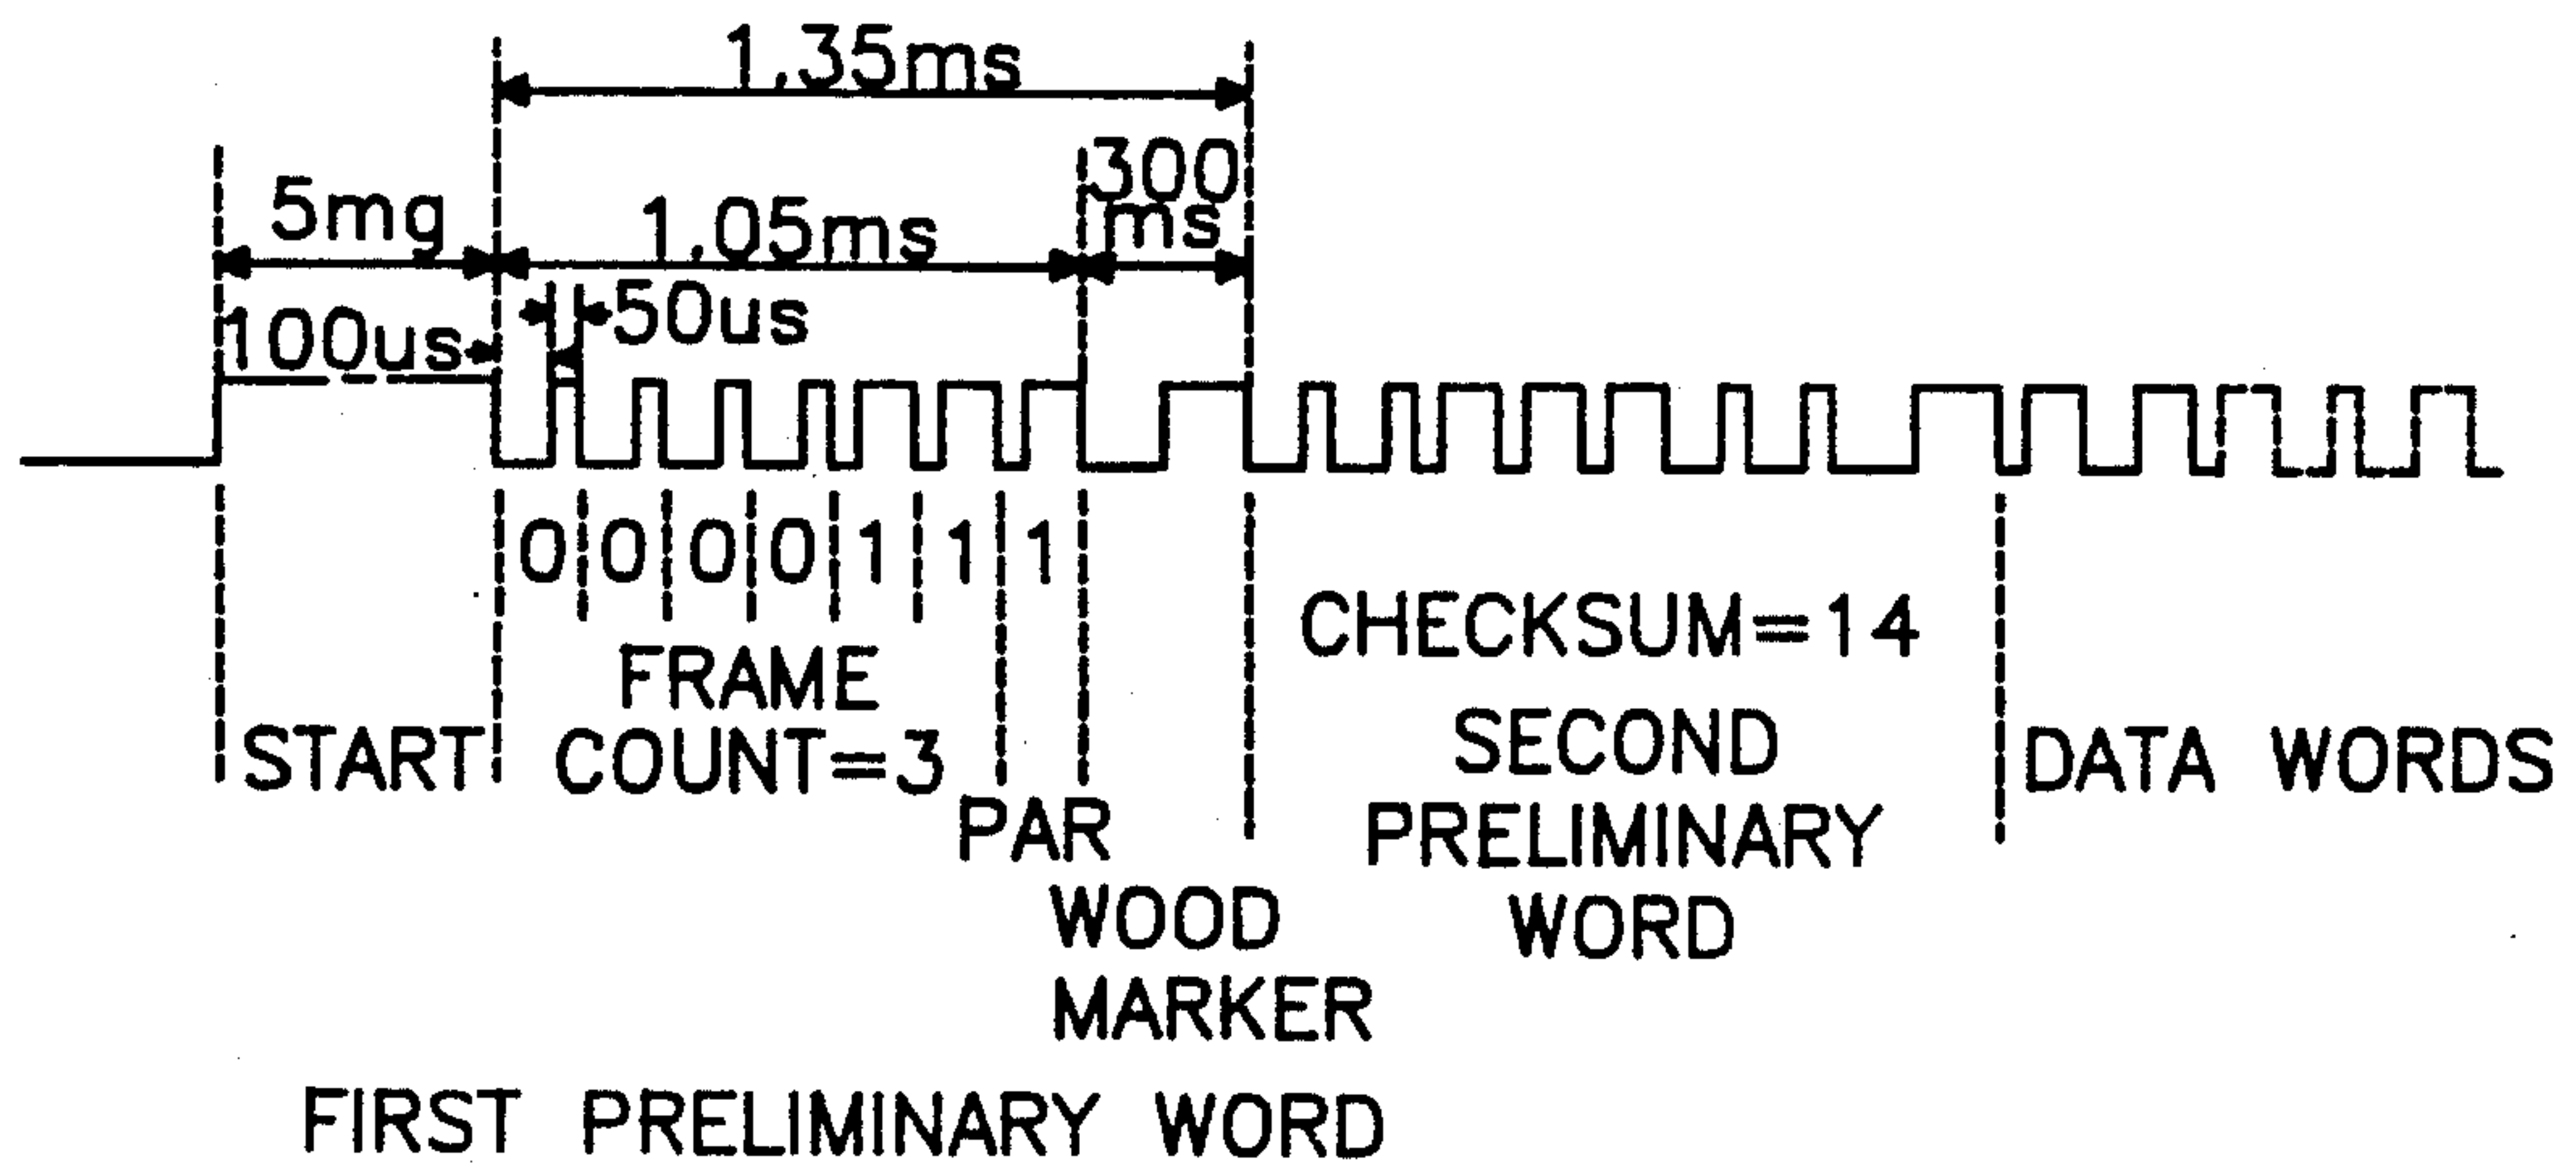 1.35ms
300
ms
5mg
1.05ms
100us
50us
0 0 0 0 1 1 1
FRAME
COUNT=3
START
PAR
WOOD
MARKER
CHECKSUM=14
SECOND
PRELIMINARY
WORD
DATA WORDS
FIRST PRELIMINARY WORD